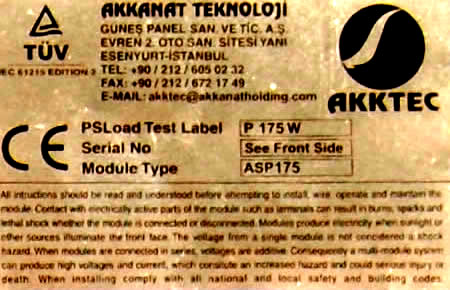 TÜV
IEC 61215 EDITION 2
AKKANAT TEKNOLOJİ
GÜNEŞ PANEL SAN. VE TİC. A.Ş.
EVREN 2. OTO SAN. SİTESİ YANI
ESENYURT-İSTANBUL
TEL: +90 / 212 / 605 02 32
FAX: +90 / 212 / 672 17 49
E-MAIL: akktec@akkanatholding.com
AKKTEC
CE
PSLoad Test Label P 175 W
Serial No See Front Side
Module Type ASP175
All intructions should be read and understood before attempting to install, wire, operate and maintain the
module. Contact with electrically active parts of the module such as terminals can result in burns, sparks and
lethal shock whether the module is connected or disconnected. Modules produce electricity when sunlight or
other sources illuminate the front face. The voltage from a single module is not considered a shock
hazard. When modules are connected in series, voltages are additive. Consequently a multi-module system
can produce high voltages and current, which constitute an increased hazard and could serious injury or
death. When installing comply with all national and local safety and building codes.